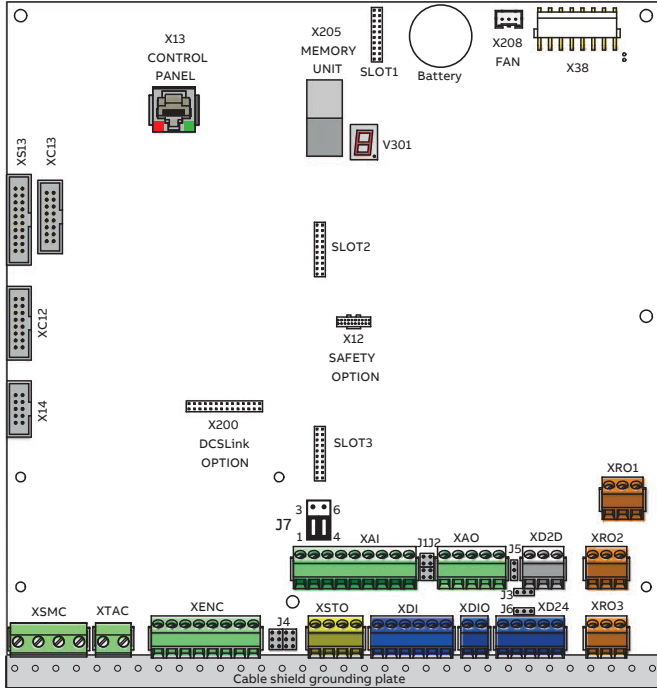 X13
CONTROL
PANEL
X205
MEMORY
UNIT
SLOT1
Battery
X208
FAN
X38
V301
XS13
XC13
SLOT2
XC12
X12
SAFETY
OPTION
X14
X200
DCSLink
OPTION
SLOT3
XRO1
3 6
J7
1 4
XAI
J1J2
XAO
J5
XD2D
XRO2
J3
XSMC
XTAC
XENC
J4
XSTO
XDI
XDIO
J6
XD24
XRO3
Cable shield grounding plate